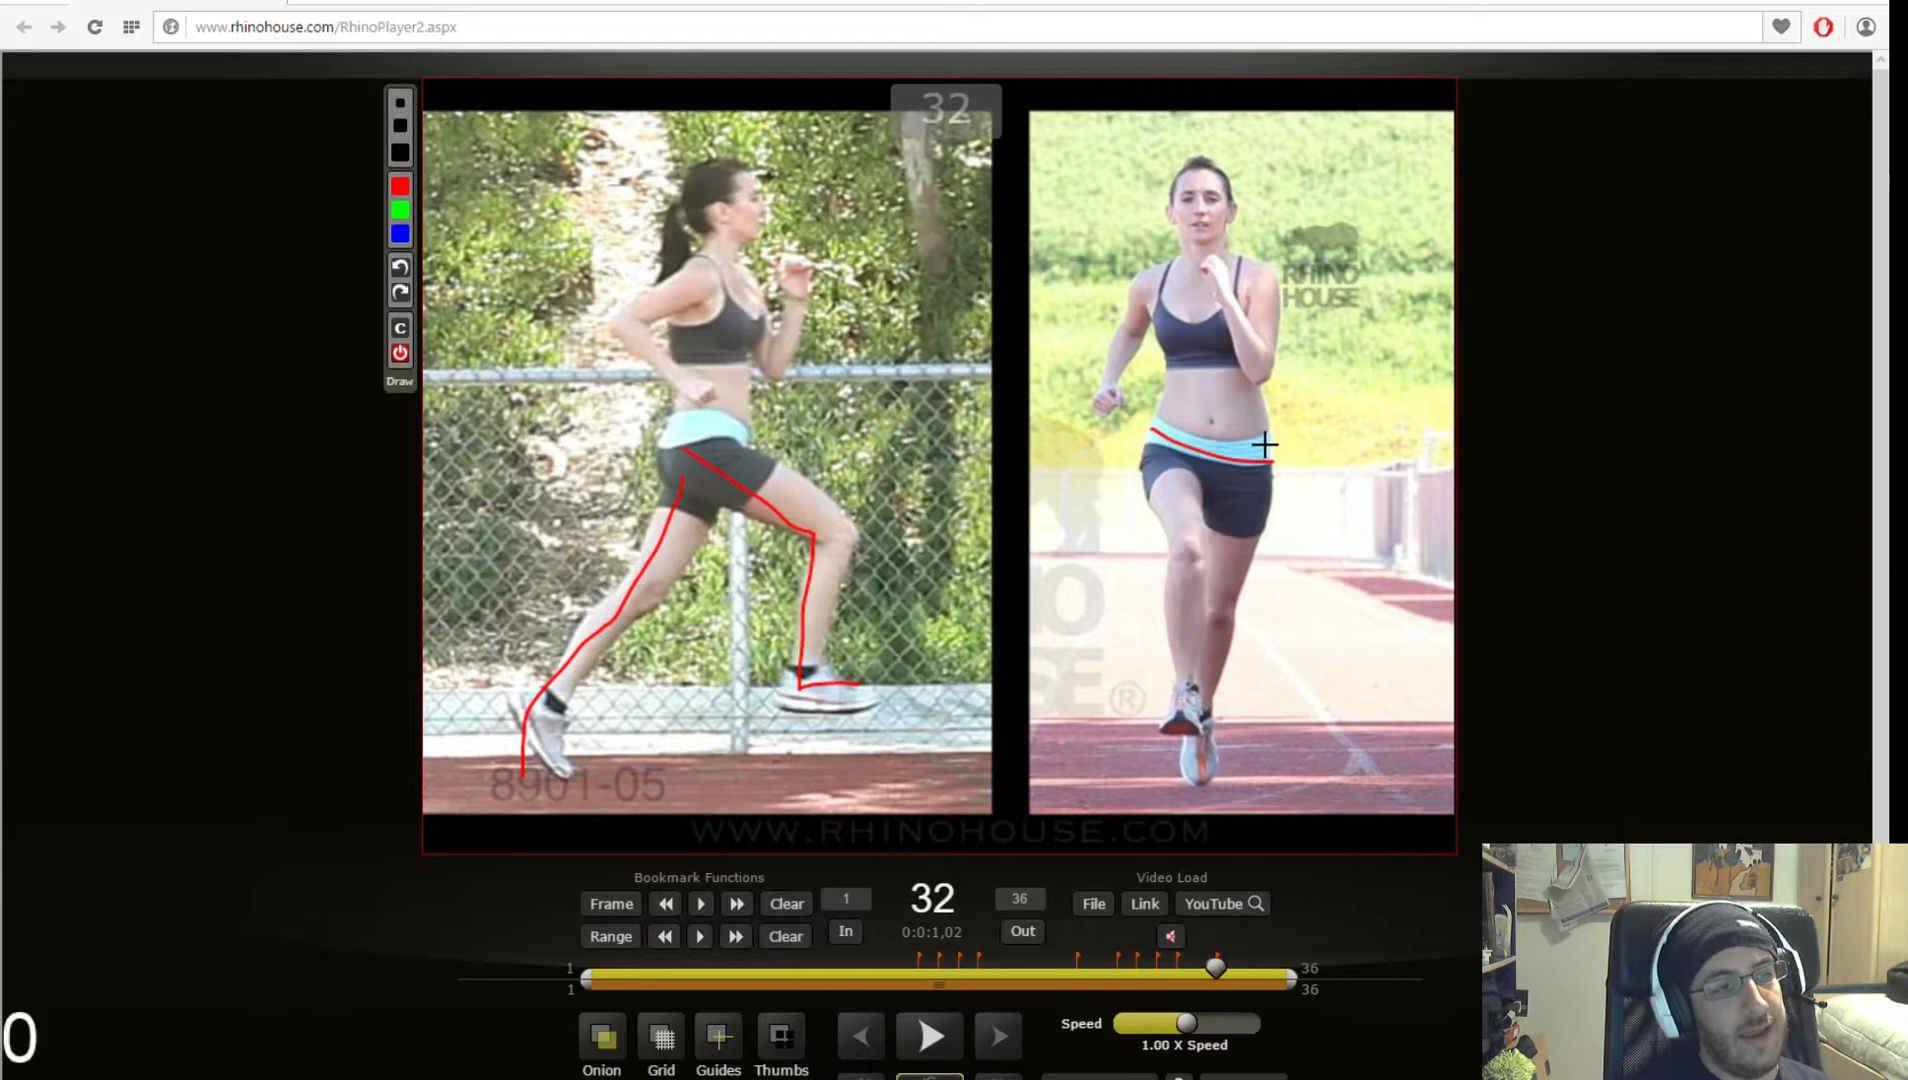 www.rhinohouse.com/RhinoPlayer2.aspx
32
RHINO
HOUSE
C
Draw
8901-05
®
WWW.RHINOHOUSE.COM
Bookmark Functions
Video Load
Frame
Clear
1
32
36
File
Link
YouTube
Range
Clear
In
0:0:1,02
Out
1
36
1
36
0
Speed
1.00 X Speed
Onion
Grid
Guides
Thumbs